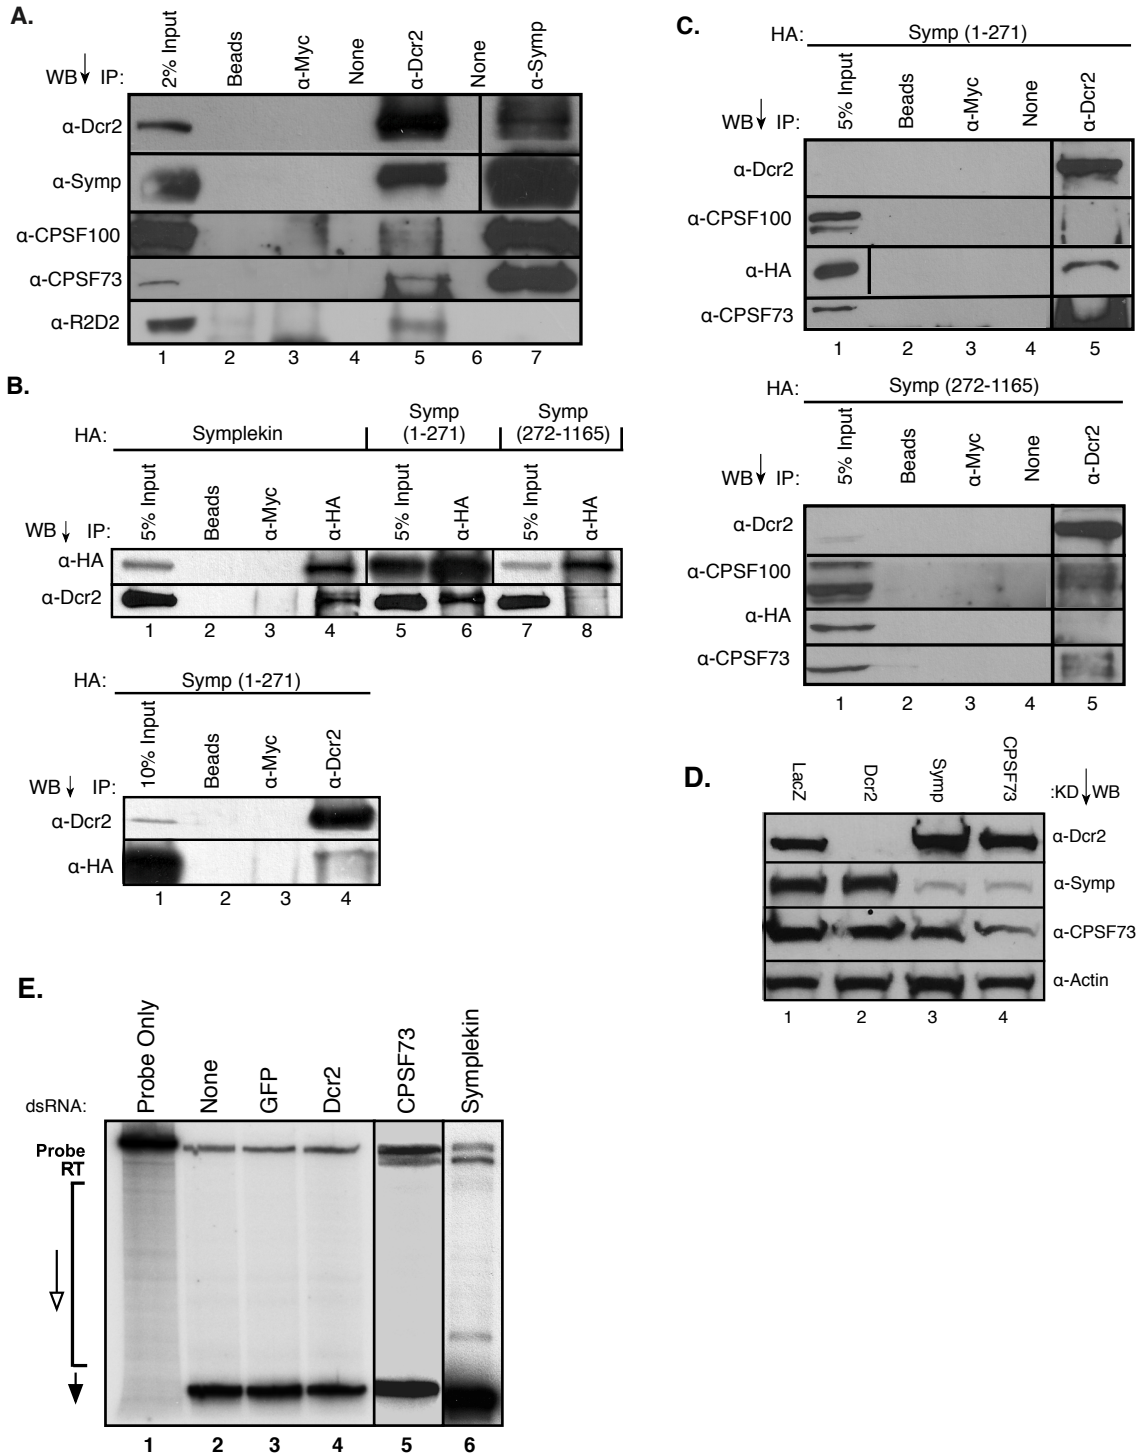 A.
WB IP: 2% Input Beads α-Myc None α-Dcr2 None α-Symp
α-Dcr2
α-Symp
α-CPSF100
α-CPSF73
α-R2D2
1 2 3 4 5 6 7
B.
HA: Symplekin Symp (1-271) Symp (272-1165)
WB IP: 5% Input Beads α-Myc α-HA 5% Input α-HA 5% Input α-HA
α-HA
α-Dcr2
1 2 3 4 5 6 7 8
HA: Symp (1-271)
WB IP: 10% Input Beads α-Myc α-Dcr2
α-Dcr2
α-HA
1 2 3 4
C.
HA: Symp (1-271)
WB IP: 5% Input Beads α-Myc None α-Dcr2
α-Dcr2
α-CPSF100
α-HA
α-CPSF73
1 2 3 4 5
HA: Symp (272-1165)
WB IP: 5% Input Beads α-Myc None α-Dcr2
α-Dcr2
α-CPSF100
α-HA
α-CPSF73
1 2 3 4 5
D.
LacZ Dcr2 Symp CPSF73 :KD WB
α-Dcr2
α-Symp
α-CPSF73
α-Actin
1 2 3 4
E.
dsRNA: Probe Only None GFP Dcr2 CPSF73 Symplekin
Probe
RT
1 2 3 4 5 6